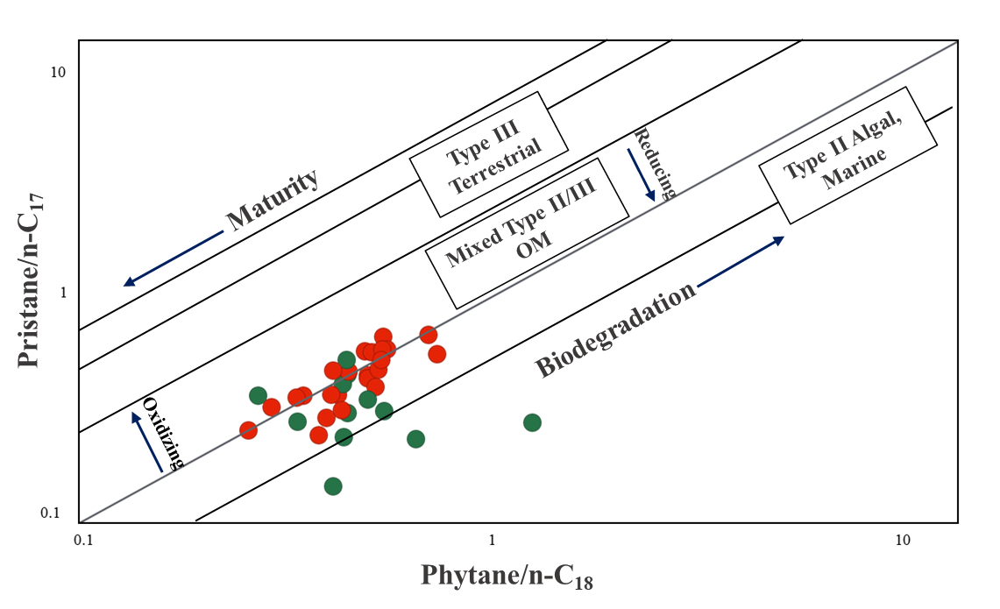 10
1
0.1
Pristane/n-C17
Maturity
Type III
Terrestrial
Mixed Type II/III
OM
Reducing
Type II Algal,
Marine
Oxidizing
Biodegradation
0.1
1
10
Phytane/n-C18